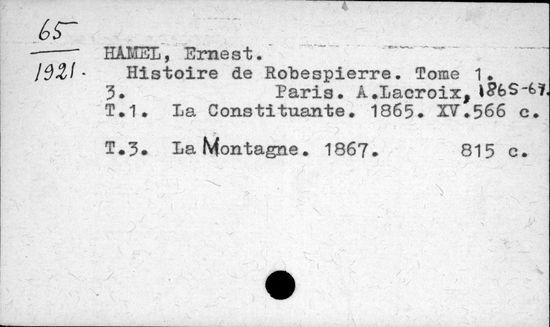 65
1921.
HAMEL, Ernest.
Histoire de Robespierre. Tome 1.
3. Paris. A.Lacroix, 1865-67.
T.1. La Constituante. 1865. XV.566 c.
T.3. La Montagne. 1867. 815 c.